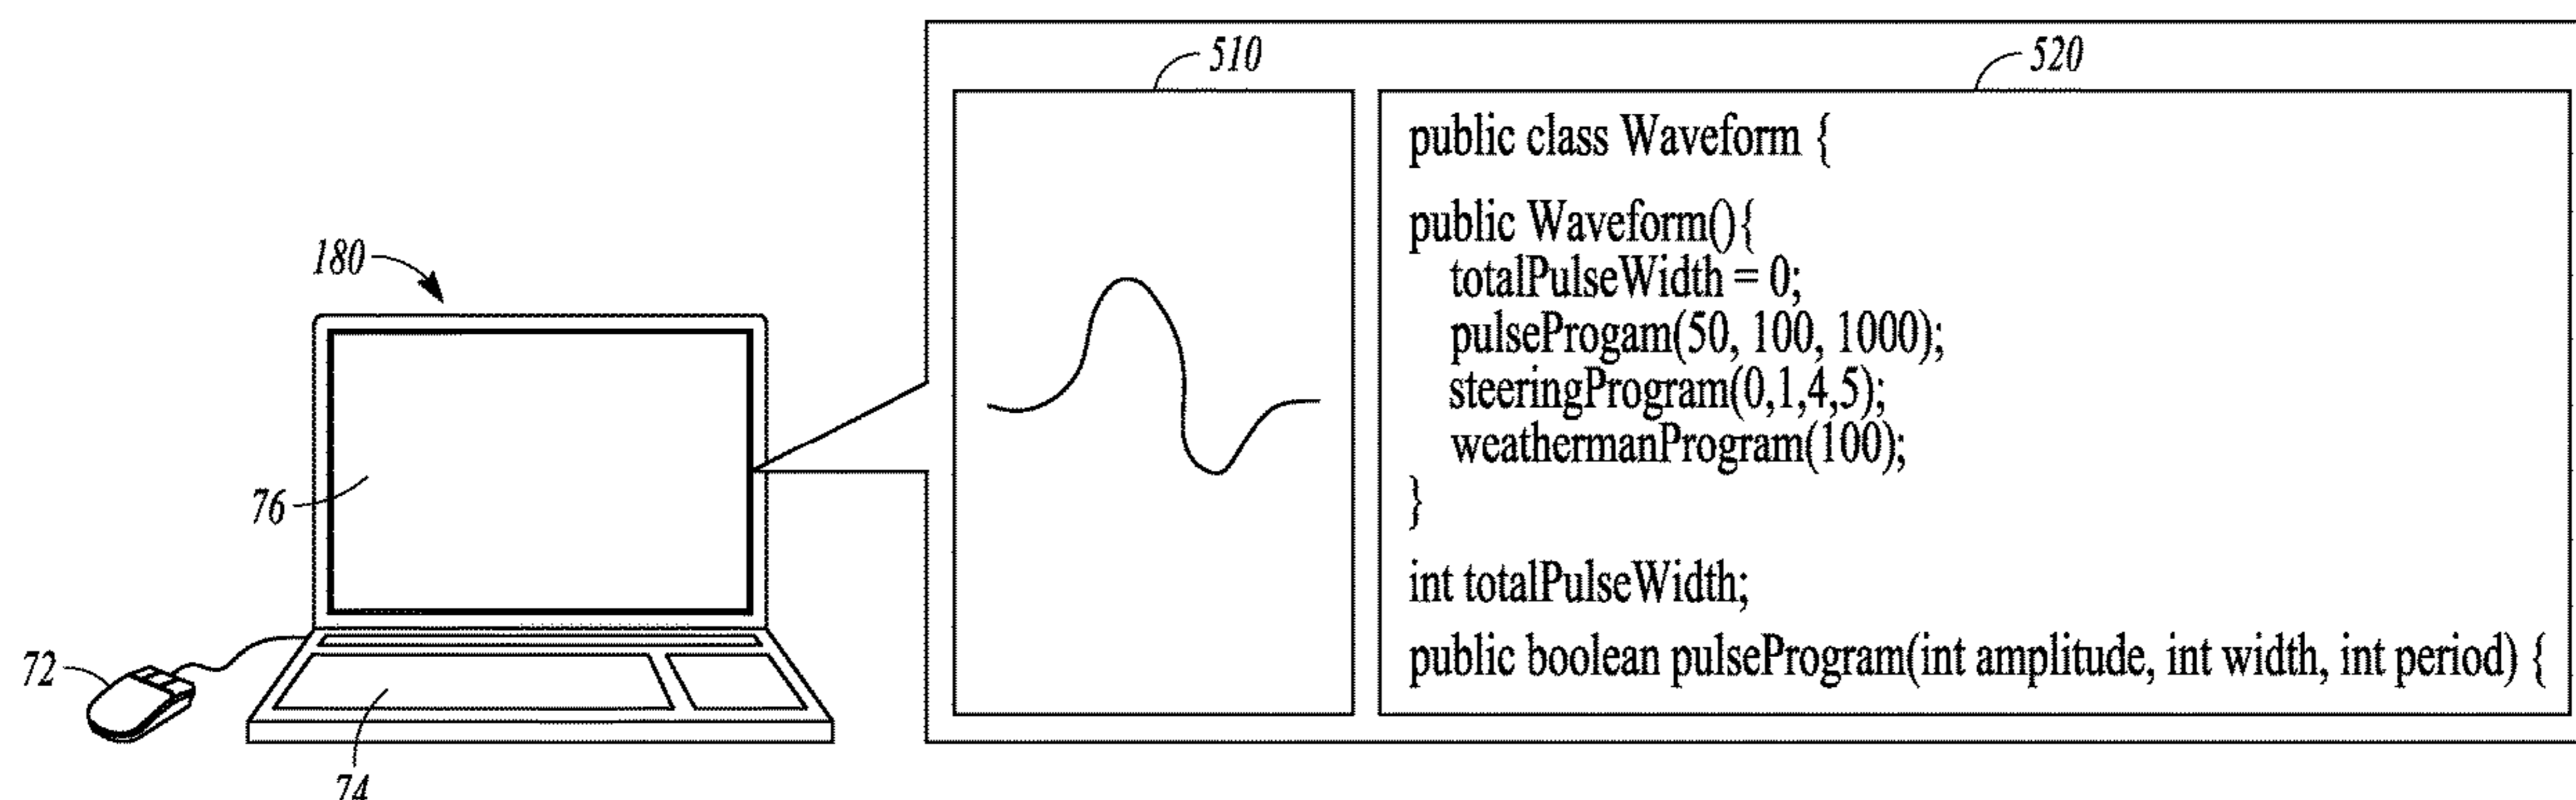 510
520
public class Waveform {
public Waveform(){
totalPulseWidth = 0;
pulseProgam(50, 100, 1000);
steeringProgram(0,1,4,5);
weathermanProgram(100);
}
int totalPulseWidth;
public boolean pulseProgram(int amplitude, int width, int period) {
180
76
72
74